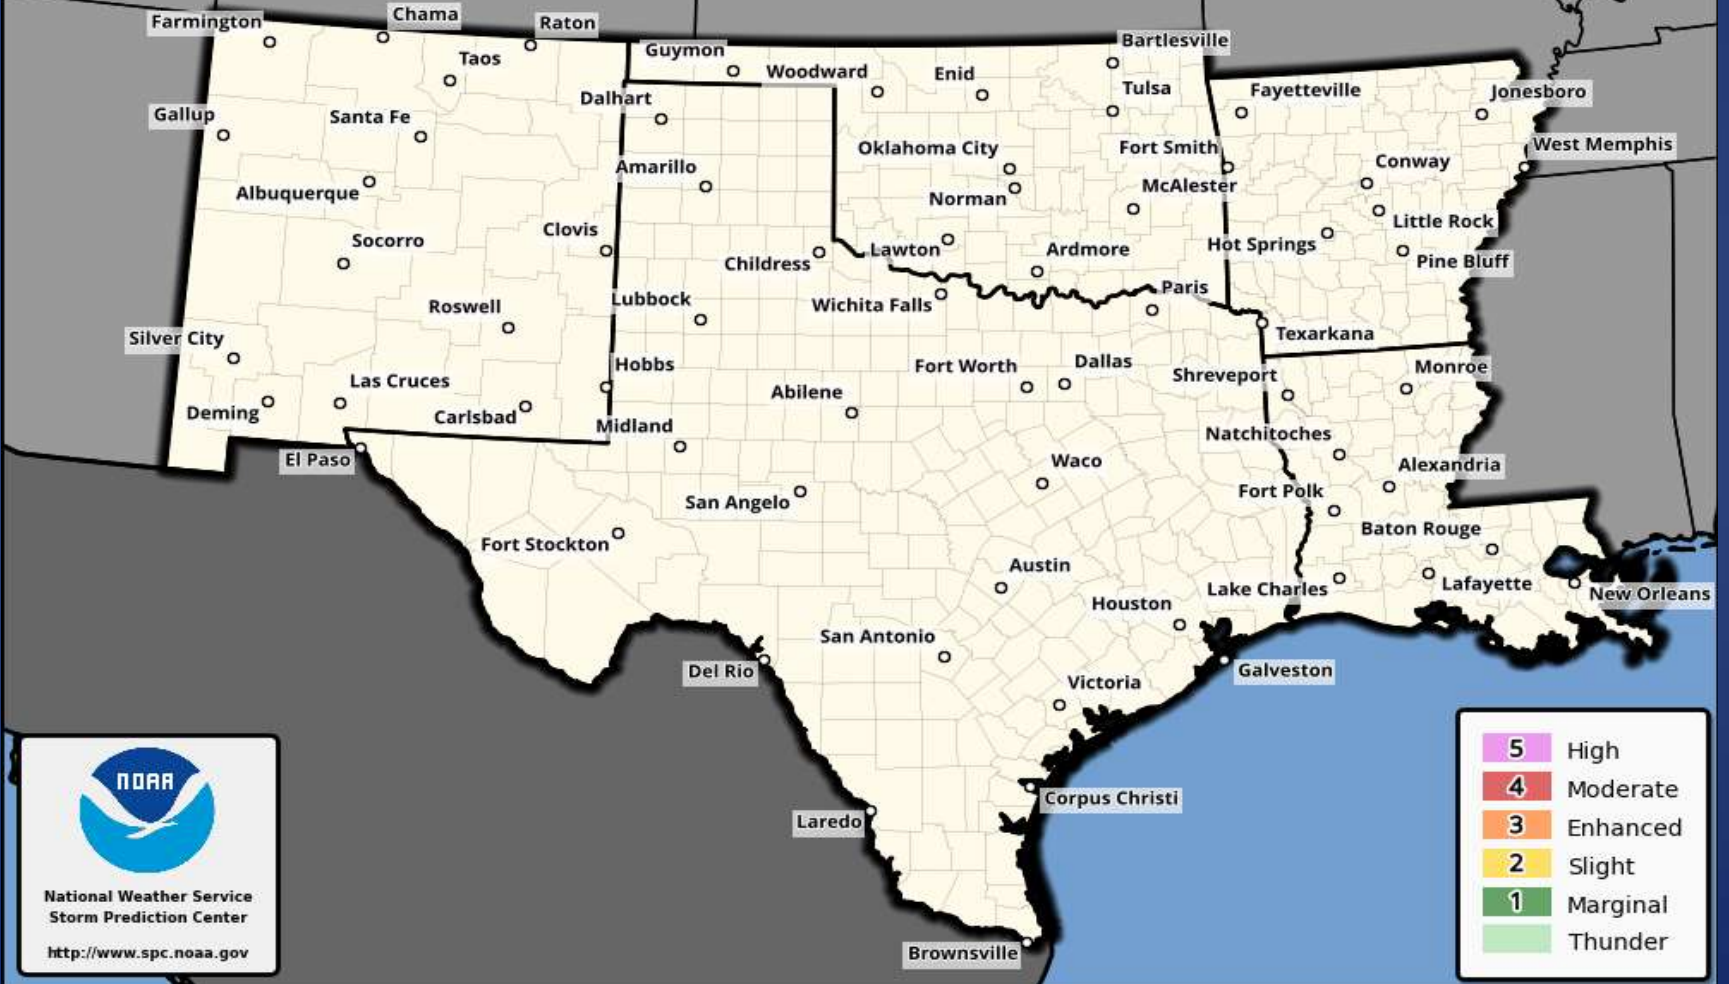 Farmington
Chama
Raton
Taos
Guymon
Woodward
Enid
Bartlesville
Tulsa
Fayetteville
Jonesboro
Dalhart
Gallup
Santa Fe
Oklahoma City
Fort Smith
Conway
West Memphis
Amarillo
Albuquerque
Norman
McAlester
Little Rock
Clovis
Socorro
Lawton
Ardmore
Hot Springs
Pine Bluff
Childress
Roswell
Lubbock
Wichita Falls
Paris
Texarkana
Silver City
Hobbs
Fort Worth
Dallas
Shreveport
Monroe
Las Cruces
Abilene
Deming
Carlsbad
Midland
Natchitoches
El Paso
Waco
Alexandria
San Angelo
Fort Polk
Fort Stockton
Baton Rouge
Austin
Lake Charles
Lafayette
New Orleans
Houston
San Antonio
Del Rio
Galveston
Victoria
Corpus Christi
Laredo
Brownsville
NOAA
National Weather Service
Storm Prediction Center
http://www.spc.noaa.gov
5 High
4 Moderate
3 Enhanced
2 Slight
1 Marginal
Thunder